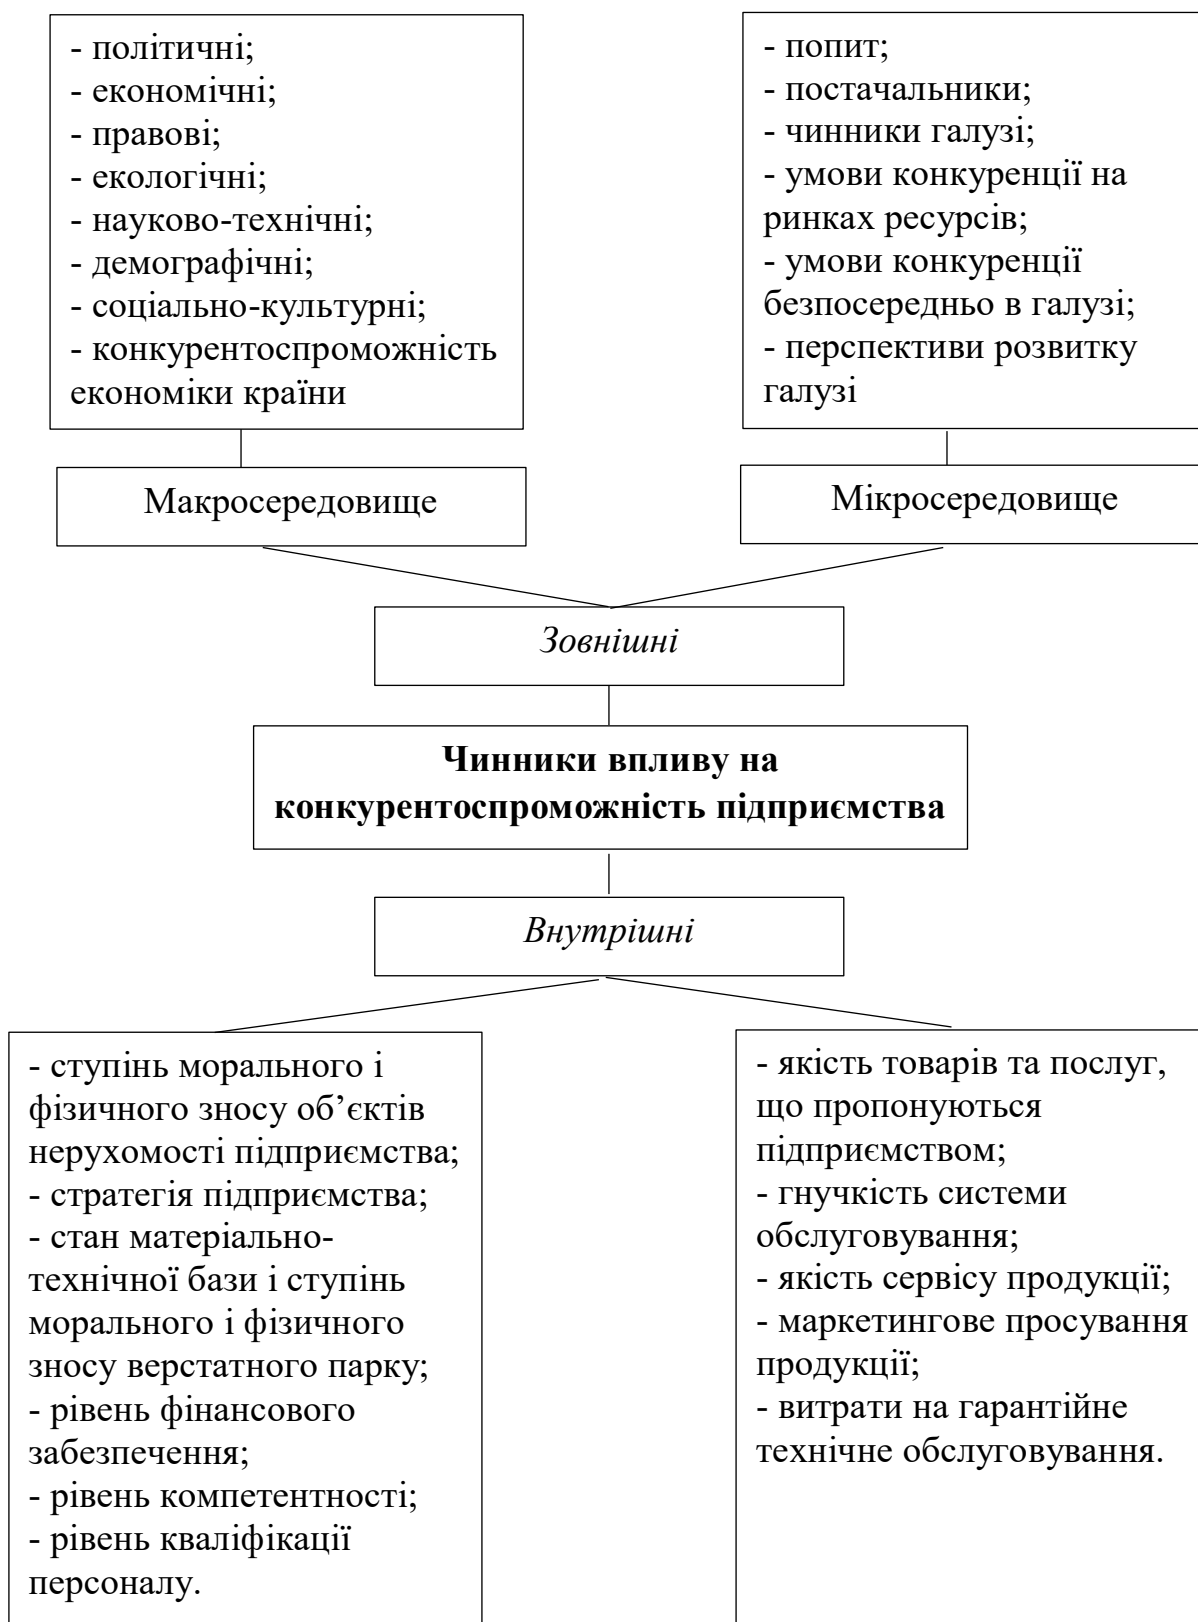 - політичні;
- економічні;
- правові;
- екологічні;
- науково-технічні;
- демографічні;
- соціально-культурні;
- конкурентоспроможність
економіки країни
- попит;
- постачальники;
- чинники галузі;
- умови конкуренції на
ринках ресурсів;
- умови конкуренції
безпосередньо в галузі;
- перспективи розвитку
галузі
Макросередовище
Мікросередовище
Зовнішні
Чинники впливу на
конкурентоспроможність підприємства
Внутрішні
- ступінь морального і
фізичного зносу об’єктів
нерухомості підприємства;
- стратегія підприємства;
- стан матеріально-
технічної бази і ступінь
морального і фізичного
зносу верстатного парку;
- рівень фінансового
забезпечення;
- рівень компетентності;
- рівень кваліфікації
персоналу.
- якість товарів та послуг,
що пропонуються
підприємством;
- гнучкість системи
обслуговування;
- якість сервісу продукції;
- маркетингове просування
продукції;
- витрати на гарантійне
технічне обслуговування.